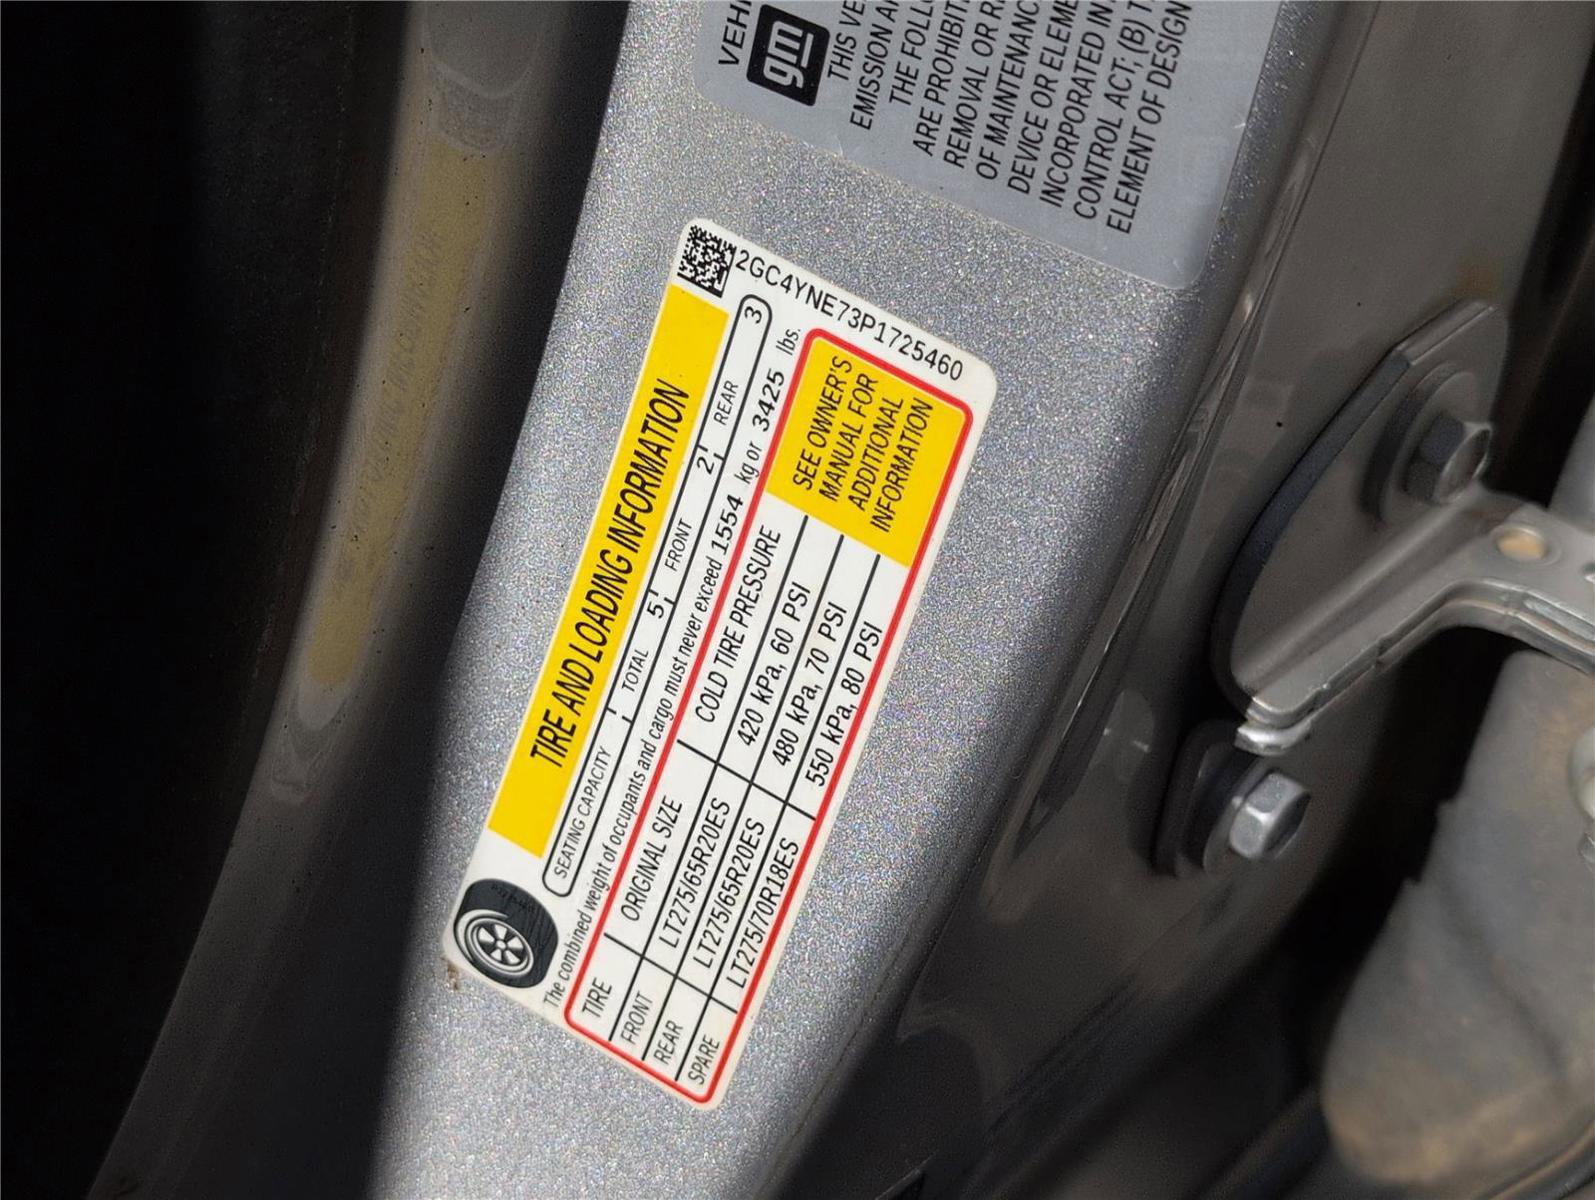 VEHI
gm
THIS VE
EMISSION A
THE FOLLO
ARE PROHIBIT
REMOVAL OR R
OF MAINTENANC
DEVICE OR ELEME
INCORPORATED IN
CONTROL ACT; (B) T
ELEMENT OF DESIGN
2GC4YNE73P1725460
TIRE AND LOADING INFORMATION
SEATING CAPACITY TOTAL 5 FRONT 2 REAR 3
The combined weight of occupants and cargo must never exceed 1554 kg or 3425 lbs.
TIRE ORIGINAL SIZE COLD TIRE PRESSURE
FRONT LT275/65R20ES 420 kPa, 60 PSI
REAR LT275/65R20ES 480 kPa, 70 PSI
SPARE LT275/70R18ES 550 kPa, 80 PSI
SEE OWNER'S
MANUAL FOR
ADDITIONAL
INFORMATION